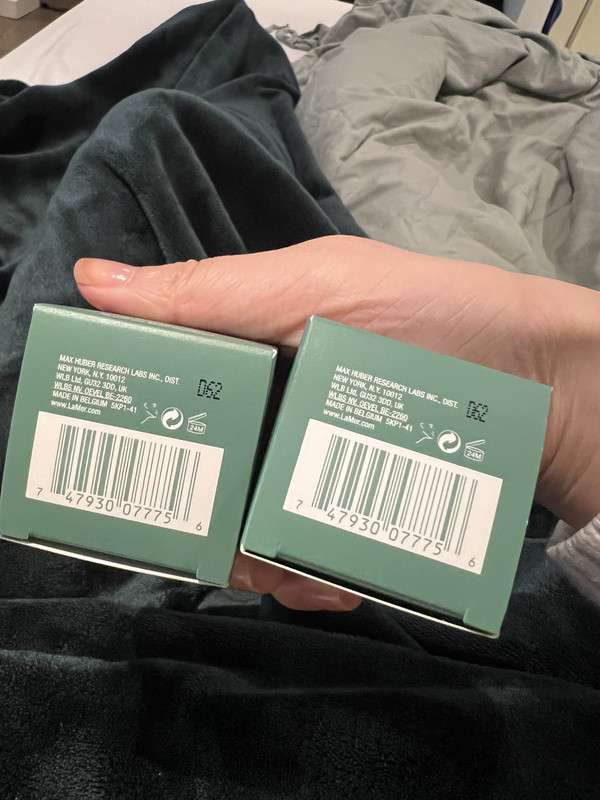 MAX HUBER RESEARCH LABS INC., DIST.
NEW YORK, N.Y. 10012
WLB Ltd, GU32 3DD, UK
WLBS NV. OEVEL BE-2260
MADE IN BELGIUM 5KP1-41
www.LaMer.com
D62
24M
7 47930 07775 6
MAX HUBER RESEARCH LABS INC., DIST.
NEW YORK, N.Y. 10012
WLB Ltd, GU32 3DD, UK
WLBS NV. OEVEL BE-2260
MADE IN BELGIUM 5KP1-41
www.LaMer.com
D62
24M
7 47930 07775 6